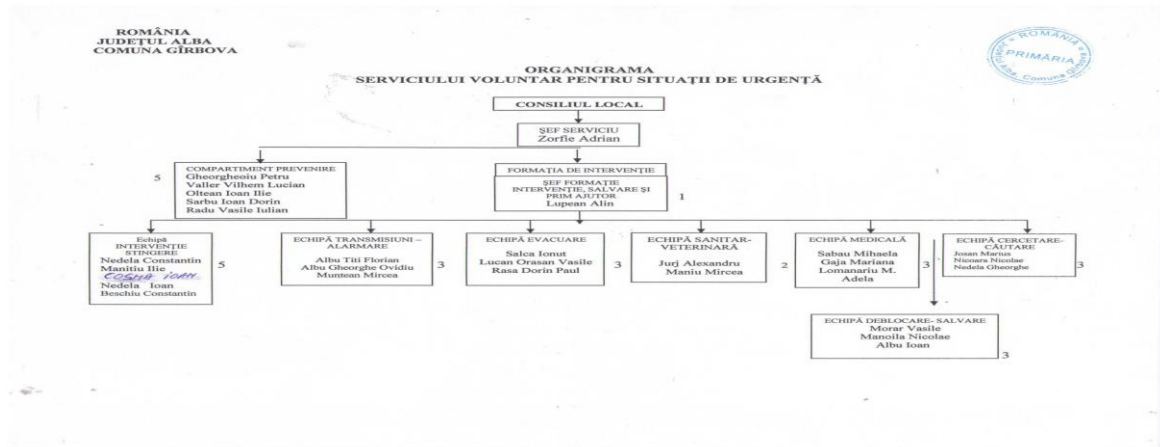 ROMÂNIA
JUDEȚUL ALBA
COMUNA GÎRBOVA
ROMÂNIA
PRIMĂRIA
ORGANIGRAMA
SERVICIULUI VOLUNTAR PENTRU SITUAȚII DE URGENȚĂ
CONSILIUL LOCAL
ȘEF SERVICIU
Zorfie Adrian
COMPARTIMENT PREVENIRE
Gheorgheoiu Petru
Valler Vilhem Lucian
Oltean Ioan Ilie
Sarbu Ioan Dorin
Radu Vasile Iulian
5
FORMAȚIA DE INTERVENȚIE
ȘEF FORMAȚIE
INTERVENȚIE, SALVARE ȘI
PRIM AJUTOR
Lupean Alin
1
Echipă
INTERVENȚIE
STINGERE
Nedela Constantin
Manitiu Ilie
COSMA IOAN
Nedela Ioan
Beschiu Constantin
5
ECHIPĂ TRANSMISIUNI –
ALARMARE
Albu Titi Florian
Albu Gheorghe Ovidiu
Muntean Mircea
3
ECHIPĂ EVACUARE
Salca Ionut
Lucan Orasan Vasile
Rasa Dorin Paul
3
ECHIPĂ SANITAR-
VETERINARĂ
Jurj Alexandru
Maniu Mircea
2
ECHIPĂ MEDICALĂ
Sabau Mihaela
Gaja Mariana
Lomanariu M.
Adela
3
ECHIPĂ CERCETARE-
CĂUTARE
Josan Marius
Nicoara Nicolae
Nedela Gheorghe
3
ECHIPĂ DEBLOCARE- SALVARE
Morar Vasile
Manoila Nicolae
Albu Ioan
3